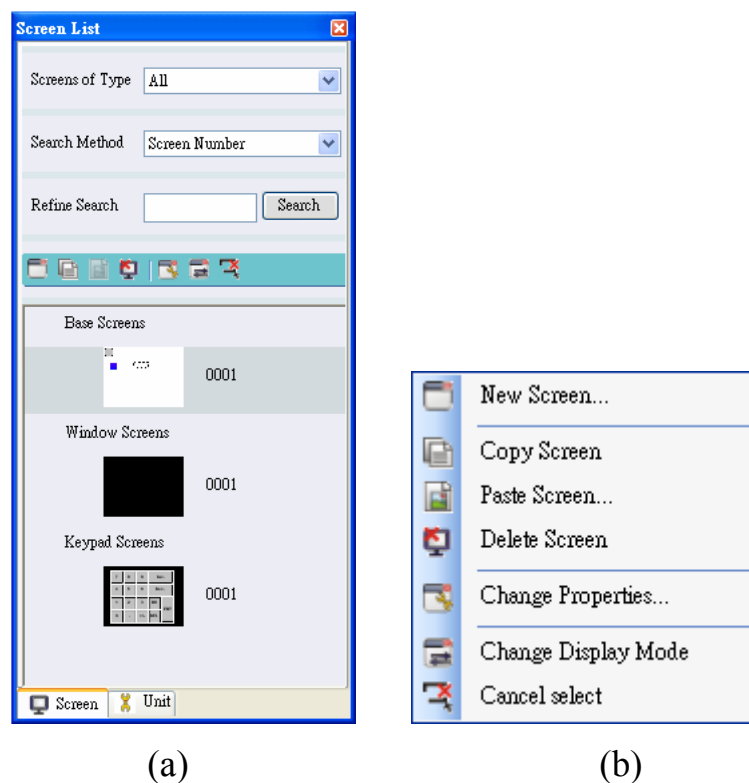 Screen List
Screens of Type All
Search Method Screen Number
Refine Search Search
Base Screens
0001
Window Screens
0001
Keypad Screens
0001
Screen Unit
(a)
New Screen...
Copy Screen
Paste Screen...
Delete Screen
Change Properties...
Change Display Mode
Cancel select
(b)